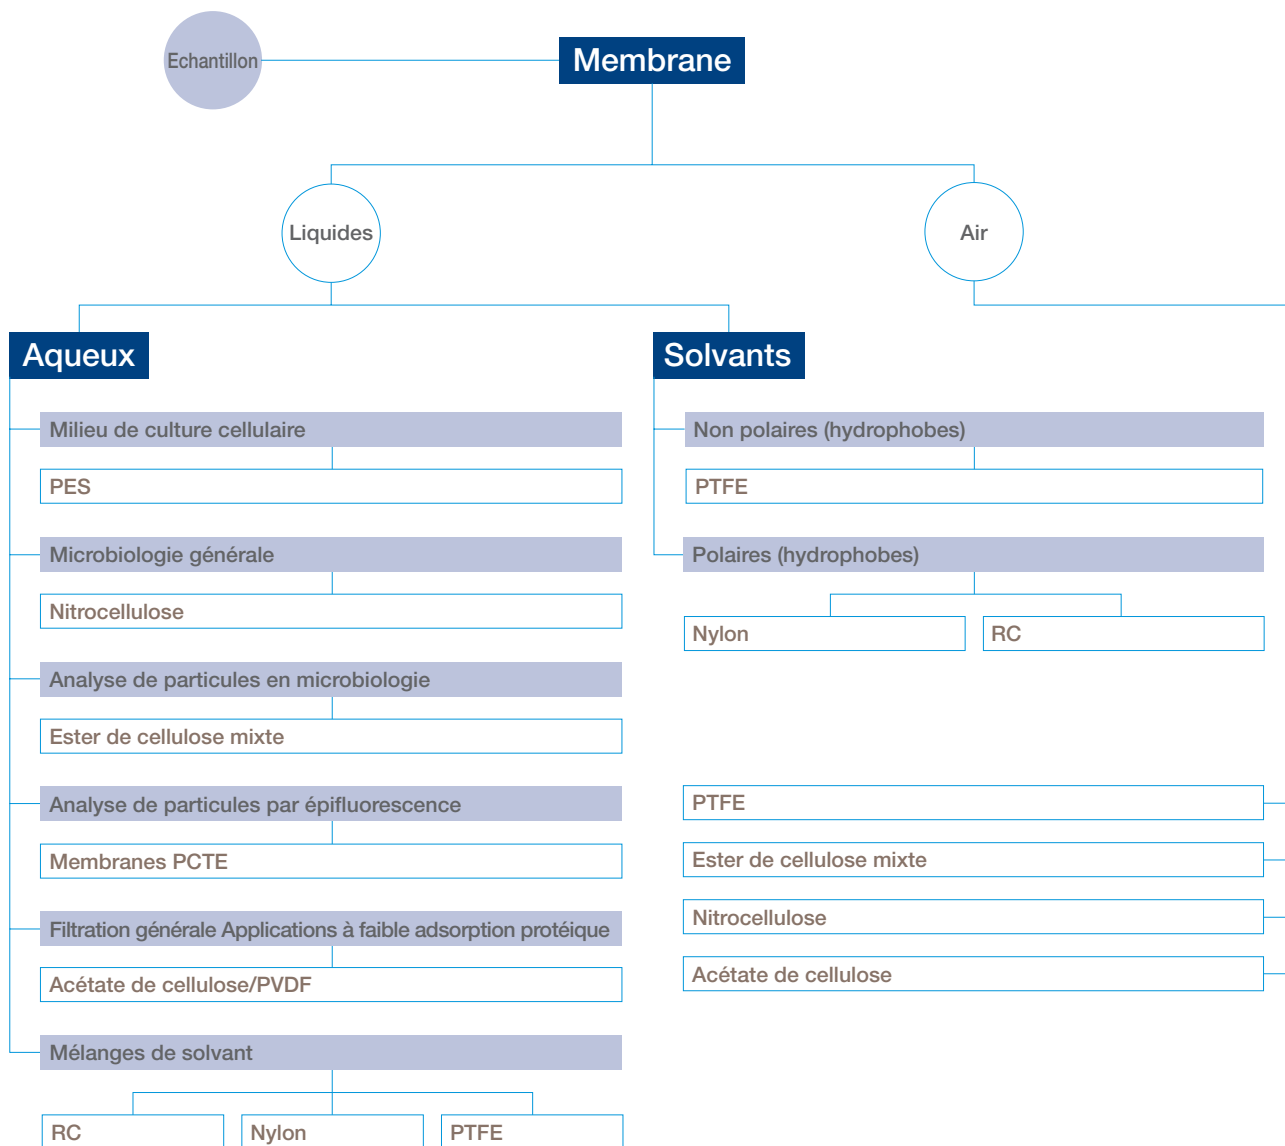 Echantillon
Membrane
Liquides
Air
Aqueux
Milieu de culture cellulaire
PES
Microbiologie générale
Nitrocellulose
Analyse de particules en microbiologie
Ester de cellulose mixte
Analyse de particules par épifluorescence
Membranes PCTE
Filtration générale Applications à faible adsorption protéique
Acétate de cellulose/PVDF
Mélanges de solvant
RC
Nylon
PTFE
Solvants
Non polaires (hydrophobes)
PTFE
Polaires (hydrophobes)
Nylon
RC
PTFE
Ester de cellulose mixte
Nitrocellulose
Acétate de cellulose